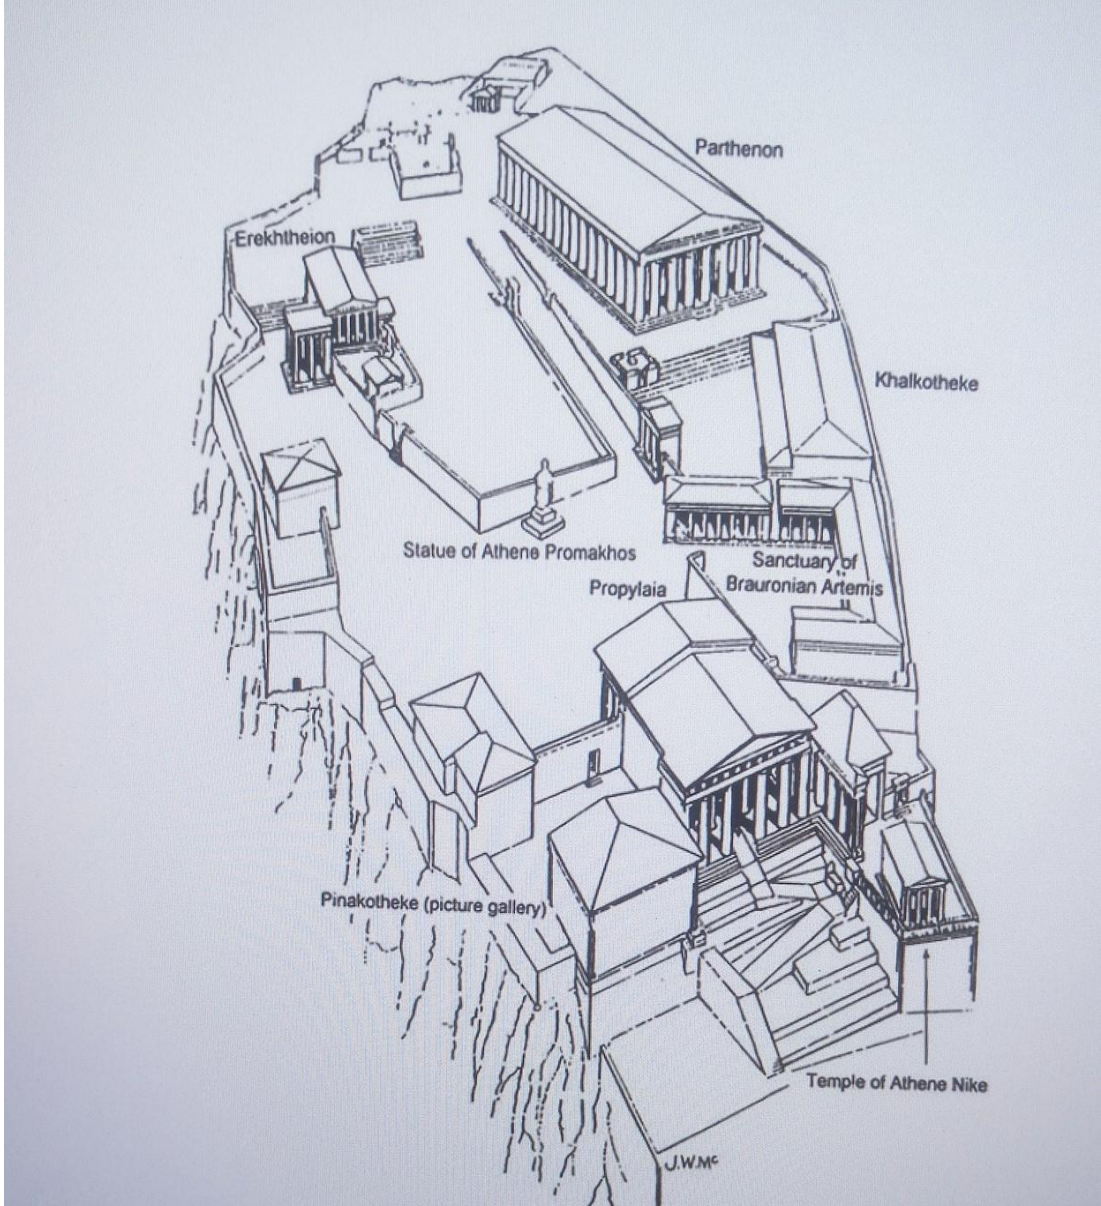 Parthenon
Erekhtheion
Khalkotheke
Statue of Athene Promakhos
Sanctuary of
Brauronian Artemis
Propylaia
Pinakotheke (picture gallery)
Temple of Athene Nike
J.W.Mc